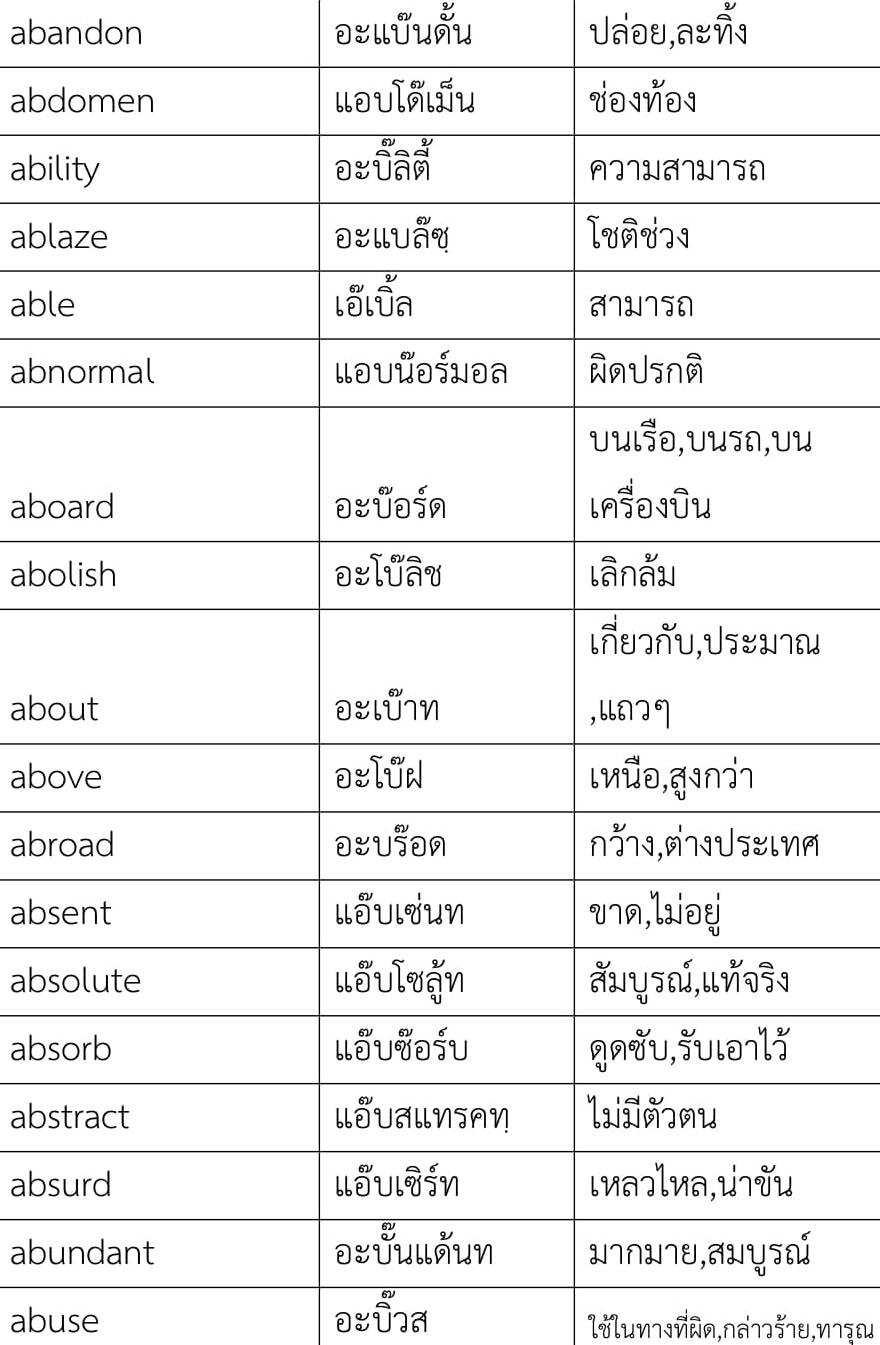 abandon อะแบ๊นดั้น ปล่อย,ละทิ้ง
abdomen แอบโด๊เม็น ช่องท้อง
ability อะบิ๊ลิตี้ ความสามารถ
ablaze อะแบล๊ซฺ โชติช่วง
able เอ๊เบิ้ล สามารถ
abnormal แอบน๊อร์มอล ผิดปรกติ
บนเรือ,บนรถ,บน
aboard อะบ๊อร์ด เครื่องบิน
abolish อะโบ๊ลิช เลิกล้ม
เกี่ยวกับ,ประมาณ
about อะเบ๊าท ,แถวๆ
above อะโบ๊ฝ เหนือ,สูงกว่า
abroad อะบร๊อด กว้าง,ต่างประเทศ
absent แอ๊บเซ่นท ขาด,ไม่อยู่
absolute แอ๊บโซลู้ท สัมบูรณ์,แท้จริง
absorb แอ๊บซ๊อร์บ ดูดซับ,รับเอาไว้
abstract แอ๊บสแทรคทฺ ไม่มีตัวตน
absurd แอ๊บเซิร์ท เหลวไหล,น่าขัน
abundant อะบั๊นแด้นท มากมาย,สมบูรณ์
abuse อะบิ๊วส ใช้ในทางที่ผิด,กล่าวร้าย,ทารุณ